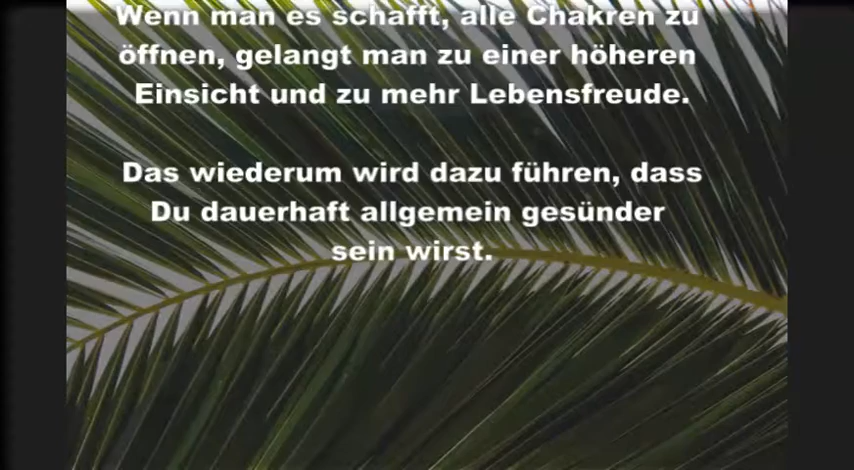 Wenn man es schafft, alle Chakren zu
öffnen, gelangt man zu einer höheren
Einsicht und zu mehr Lebensfreude.
Das wiederum wird dazu führen, dass
Du dauerhaft allgemein gesünder
sein wirst.